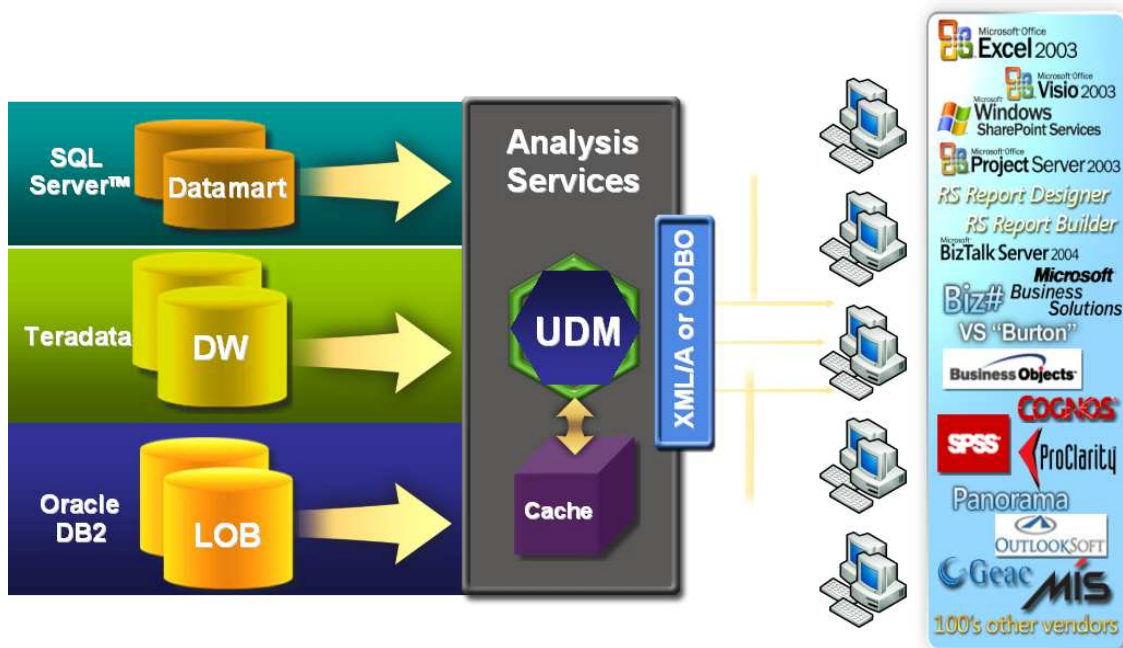 SQL
Server™
Datamart
Teradata
DW
Oracle
DB2
LOB
Analysis
Services
UDM
Cache
XML/A or ODBO
Microsoft Office
Excel 2003
Microsoft Office
Visio 2003
Microsoft
Windows
SharePoint Services
Microsoft Office
Project Server 2003
RS Report Designer
RS Report Builder
Microsoft
BizTalk Server 2004
Biz#
Microsoft
Business
Solutions
VS "Burton"
Business Objects
COGNOS
SPSS
ProClarity
Panorama
OUTLOOKSOFT
Geac
MIS
100's other vendors